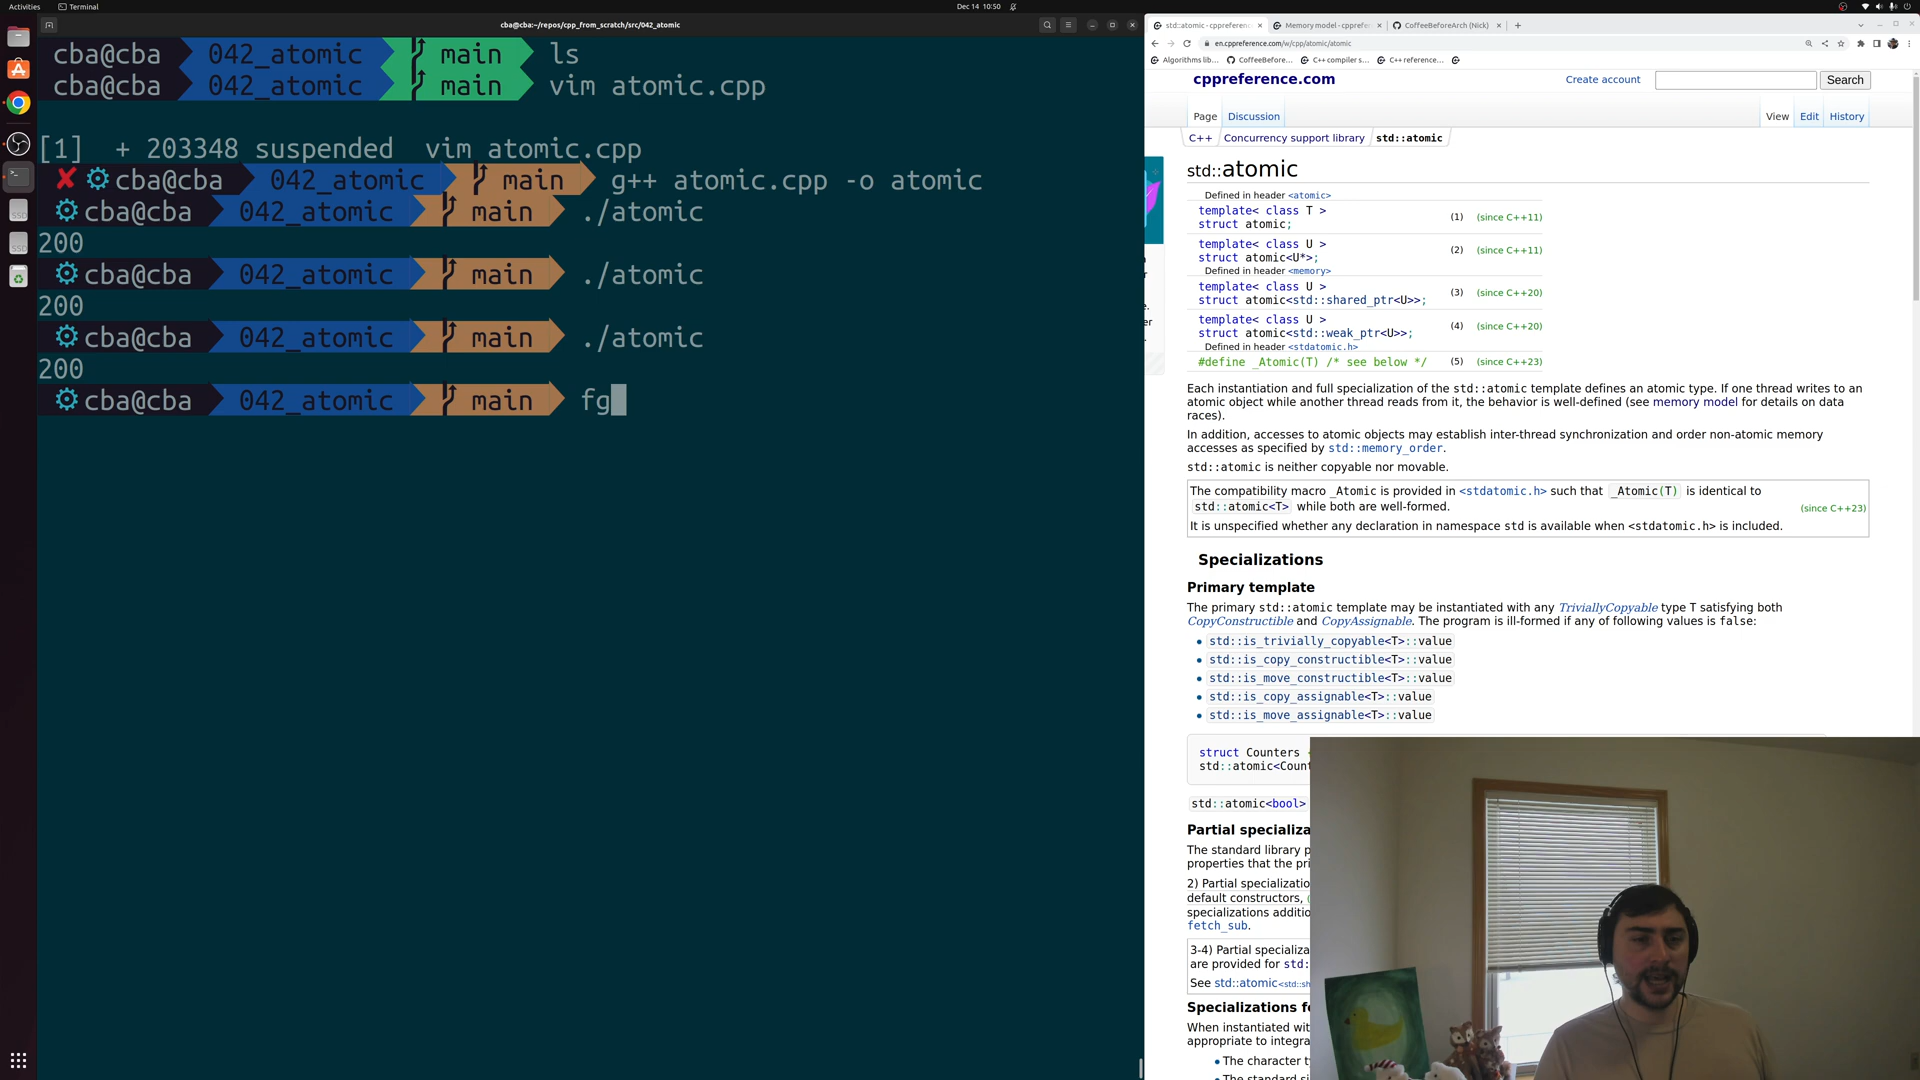 Activities
Terminal
Dec 14 10:50
cba@cba:~/repos/cpp_from_scratch/src/042_atomic
cba@cba 042_atomic main ls
cba@cba 042_atomic main vim atomic.cpp
[1] + 203348 suspended vim atomic.cpp
cba@cba 042_atomic main g++ atomic.cpp -o atomic
cba@cba 042_atomic main ./atomic
200
cba@cba 042_atomic main ./atomic
200
cba@cba 042_atomic main ./atomic
200
cba@cba 042_atomic main fg
SSD
SSD
std::atomic - cppreferenc
Memory model - cpprefere
CoffeeBeforeArch (Nick)
en.cppreference.com/w/cpp/atomic/atomic
Algorithms lib...
CoffeeBefore...
C++ compiler s...
C++ reference...
cppreference.com
Create account
Search
Page
Discussion
View
Edit
History
C++
Concurrency support library
std::atomic
std::atomic
Defined in header <atomic>
template< class T >
struct atomic;
(1) (since C++11)
template< class U >
struct atomic<U*>;
(2) (since C++11)
Defined in header <memory>
template< class U >
struct atomic<std::shared_ptr<U>>;
(3) (since C++20)
template< class U >
struct atomic<std::weak_ptr<U>>;
(4) (since C++20)
Defined in header <stdatomic.h>
#define _Atomic(T) /* see below */ (5) (since C++23)
Each instantiation and full specialization of the std::atomic template defines an atomic type. If one thread writes to an
atomic object while another thread reads from it, the behavior is well-defined (see memory model for details on data
races).
In addition, accesses to atomic objects may establish inter-thread synchronization and order non-atomic memory
accesses as specified by std::memory_order.
std::atomic is neither copyable nor movable.
The compatibility macro _Atomic is provided in <stdatomic.h> such that _Atomic(T) is identical to
std::atomic<T> while both are well-formed.
(since C++23)
It is unspecified whether any declaration in namespace std is available when <stdatomic.h> is included.
Specializations
Primary template
The primary std::atomic template may be instantiated with any TriviallyCopyable type T satisfying both
CopyConstructible and CopyAssignable. The program is ill-formed if any of following values is false:
std::is_trivially_copyable<T>::value
std::is_copy_constructible<T>::value
std::is_move_constructible<T>::value
std::is_copy_assignable<T>::value
std::is_move_assignable<T>::value
struct Counters
std::atomic<Coun
std::atomic<bool>
Partial specializa
The standard library p
properties that the pri
2) Partial specializatio
default constructors,
specializations additio
fetch_sub.
3-4) Partial specializa
are provided for std:
See std::atomic<std::sh
Specializations f
When instantiated wit
appropriate to integra
The character t
The standard si